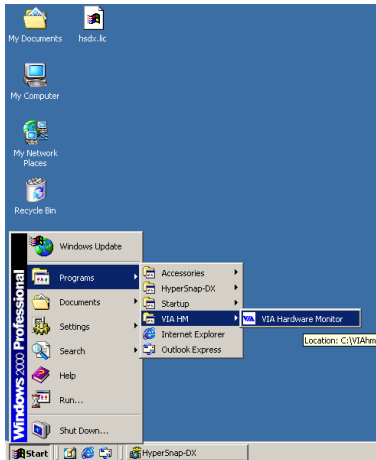 My Documents
hsdx.lic
My Computer
My Network
Places
Recycle Bin
Windows 2000 Professional
Windows Update
Programs
Documents
Settings
Search
Help
Run...
Shut Down...
Accessories
HyperSnap-DX
Startup
VIA HM
Internet Explorer
Outlook Express
VIA VIA Hardware Monitor
Location: C:\VIAhm
Start
HyperSnap-DX